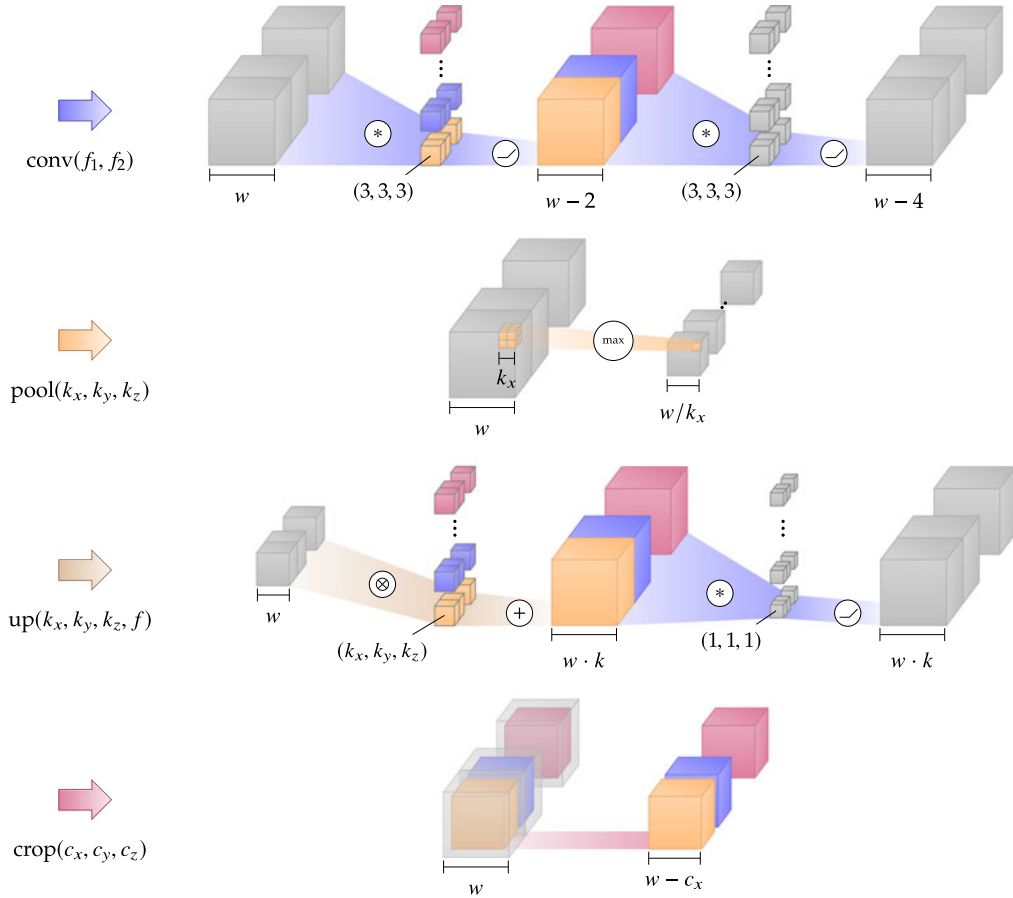 *
*
conv(f₁, f₂)
(3, 3, 3)
(3, 3, 3)
w
w − 2
w − 4
max
kₓ
pool(kₓ, k_y, k_z)
w/kₓ
w
⊗
*
w
+
up(kₓ, k_y, k_z, f)
(kₓ, k_y, k_z)
(1, 1, 1)
w · k
w · k
crop(cₓ, c_y, c_z)
w
w − cₓ